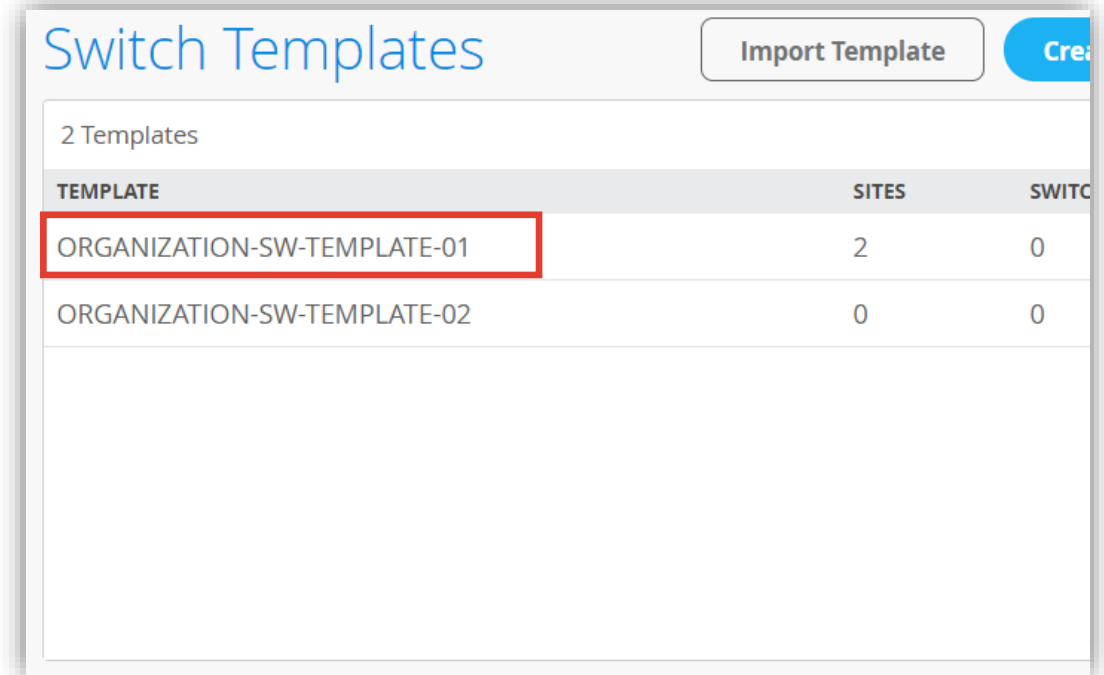 Switch Templates Import Template
2 Templates
TEMPLATE SITES
ORGANIZATION-SW-TEMPLATE-01 2 0
ORGANIZATION-SW-TEMPLATE-02 0 0